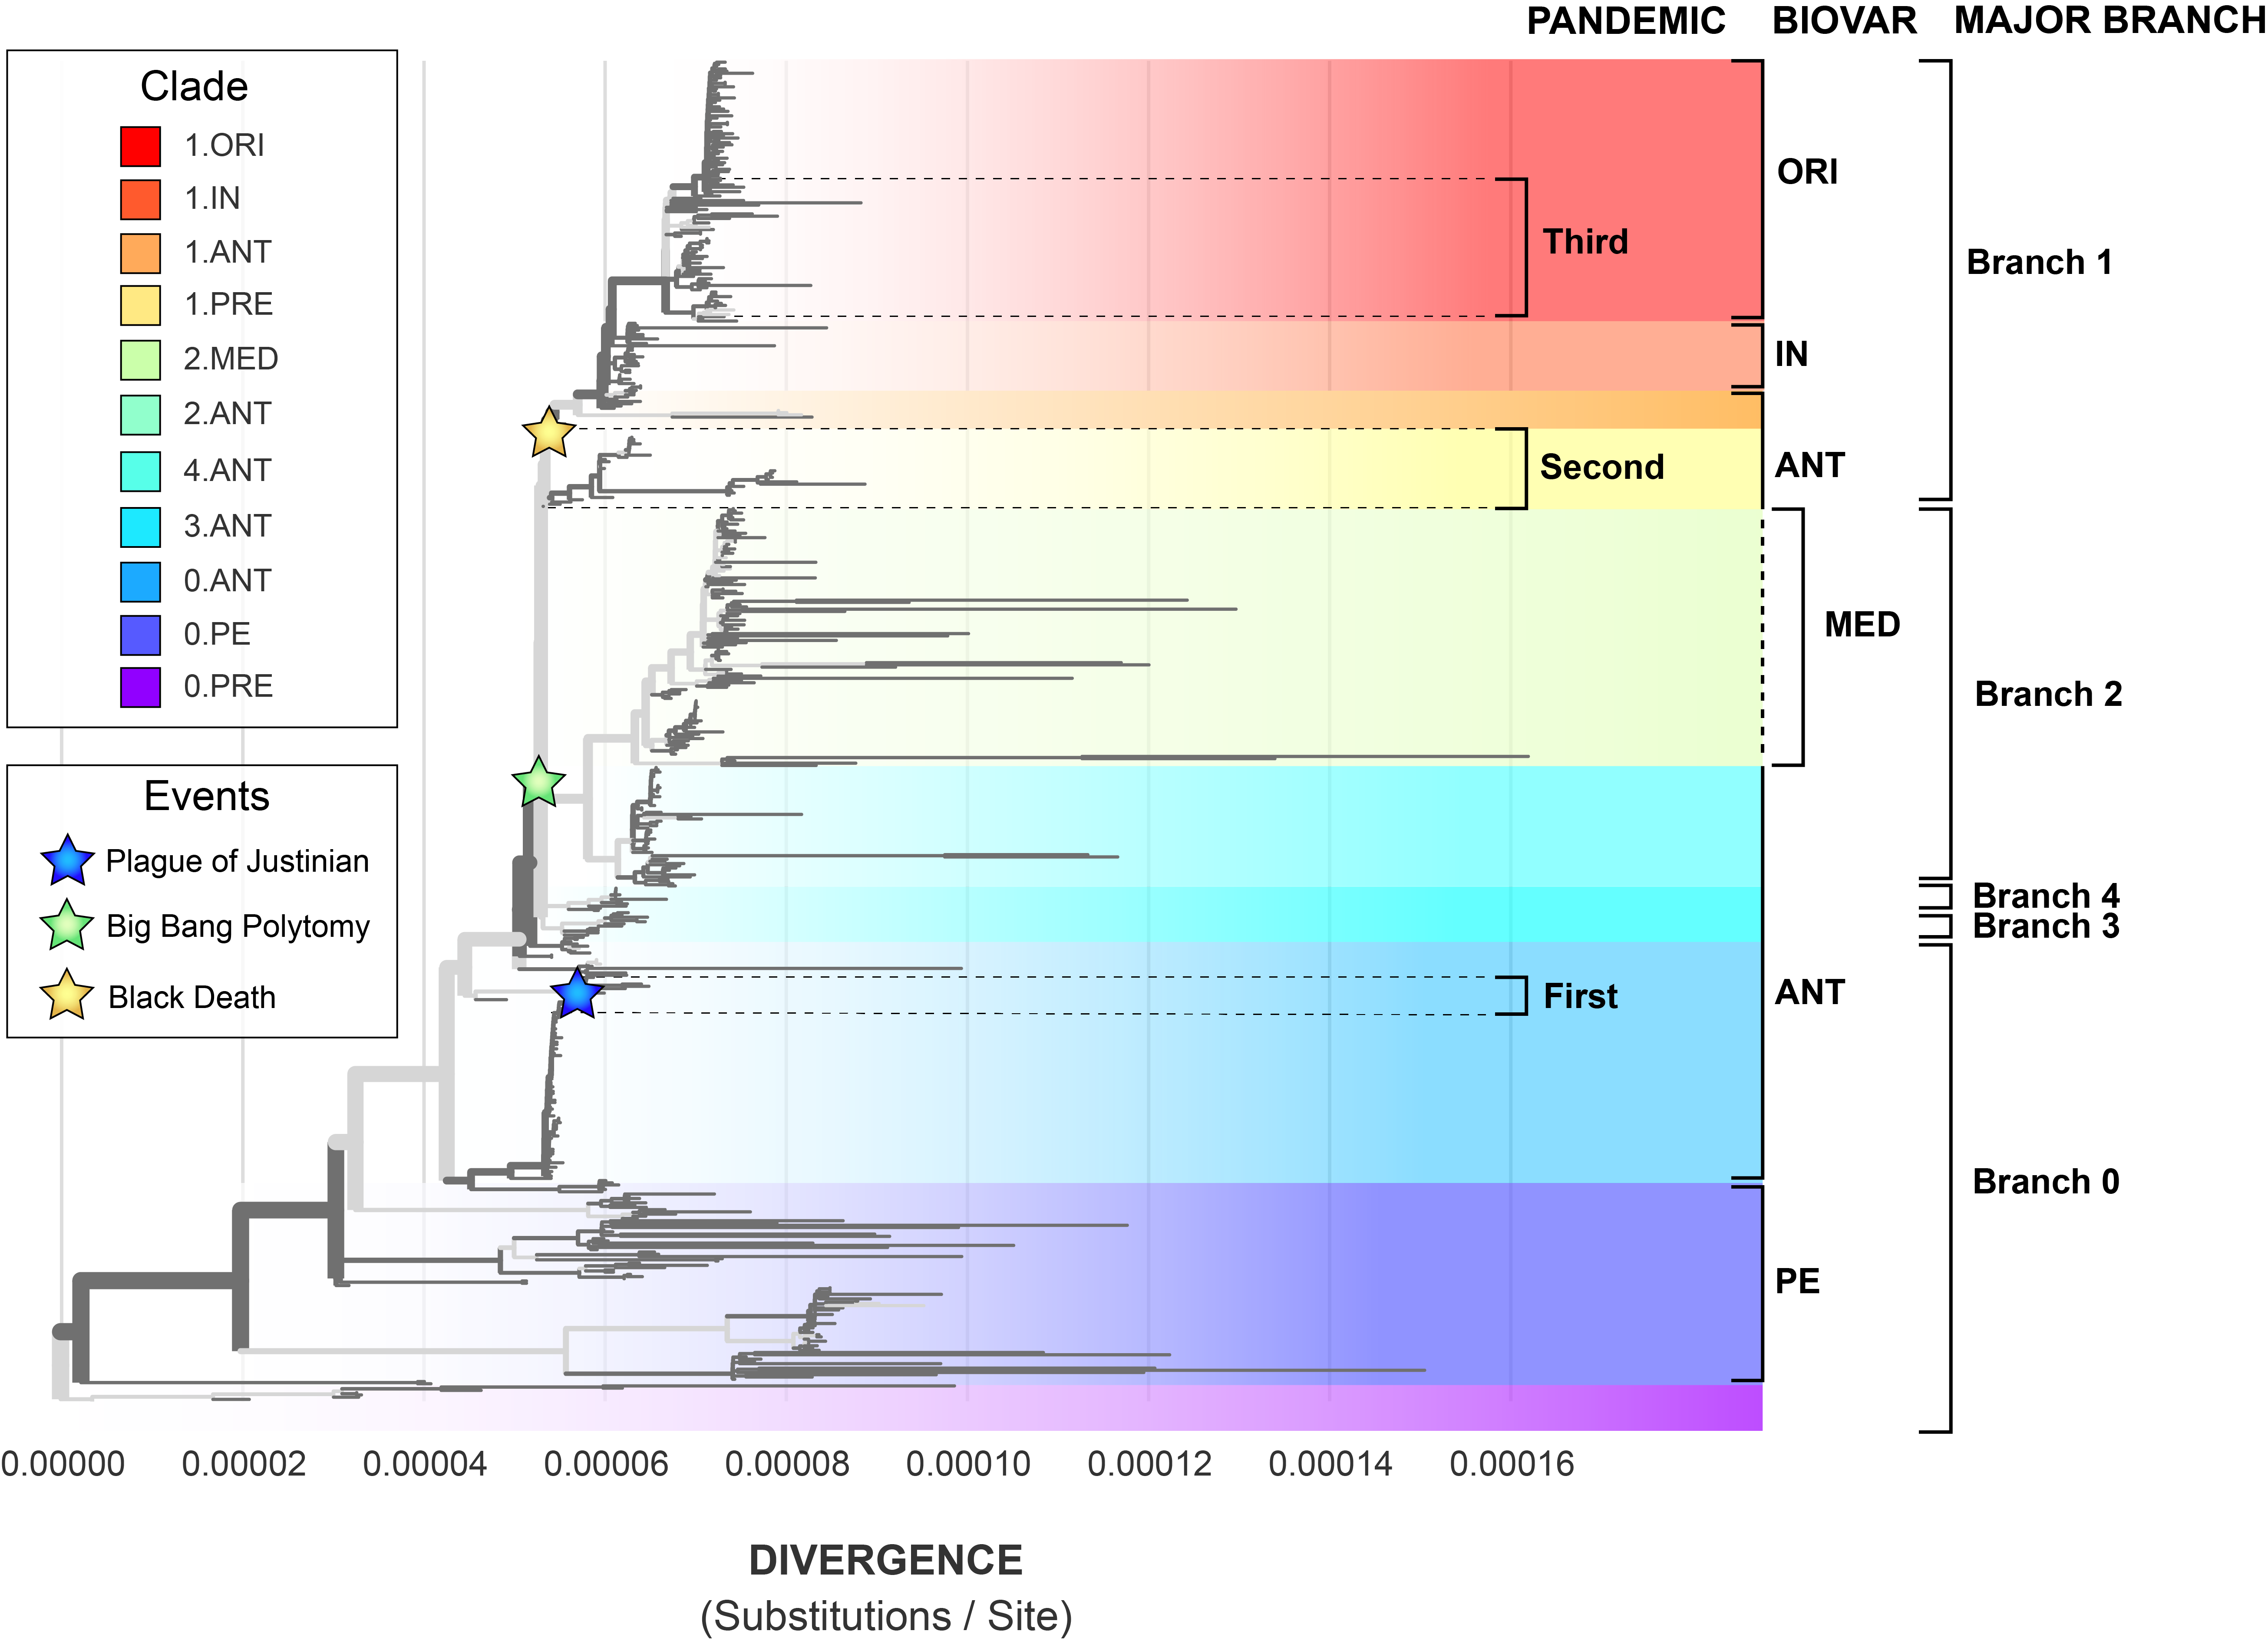 PANDEMIC BIOVAR MAJOR BRANCH
Clade
1.ORI
1.IN
1.ANT
1.PRE
2.MED
2.ANT
4.ANT
3.ANT
0.ANT
0.PE
0.PRE
Events
Plague of Justinian
Big Bang Polytomy
Black Death
Third
Second
First
ORI
IN
ANT
MED
ANT
PE
Branch 1
Branch 2
Branch 4
Branch 3
Branch 0
0.00000 0.00002 0.00004 0.00006 0.00008 0.00010 0.00012 0.00014 0.00016
DIVERGENCE
(Substitutions / Site)